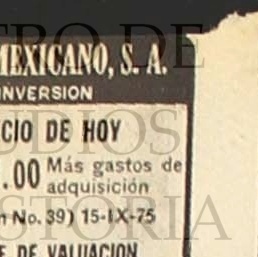 MEXICANO, S. A.
INVERSION
CIO DE HOY
.00 Más gastos de
adquisición
n No. 39) 15-IX-75
E DE VALUACION
RO DE
UDIOS
STORIA